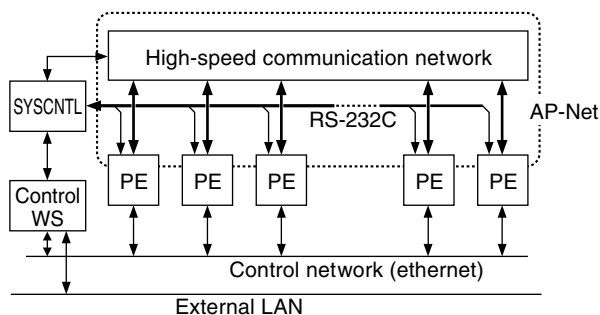 High-speed communication network
SYSCNTL
RS-232C
AP-Net
PE
PE
PE
PE
PE
Control
WS
Control network (ethernet)
External LAN